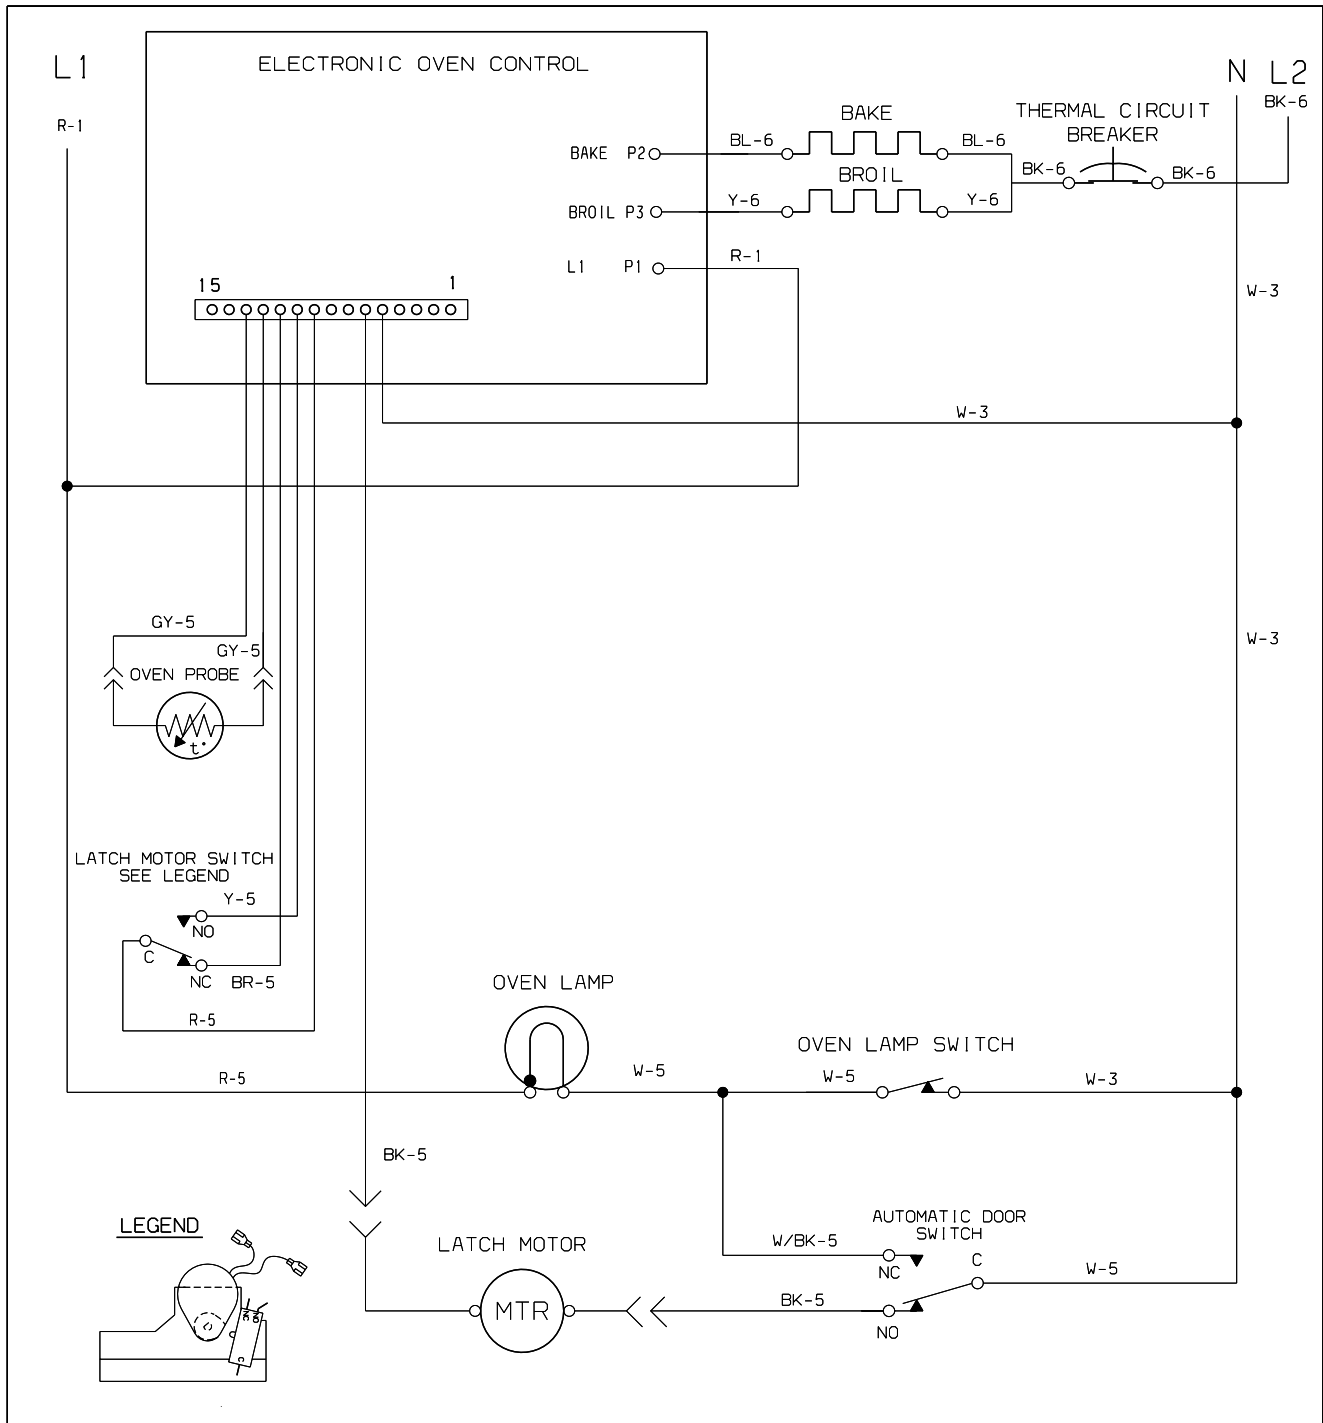 L1
ELECTRONIC OVEN CONTROL
N L2
R-1
BK-6
THERMAL CIRCUIT
BREAKER
BAKE
BAKE P2
BL-6
BL-6
BK-6
BK-6
BROIL
BROIL P3
Y-6
Y-6
L1 P1
R-1
15
1
W-3
W-3
GY-5
GY-5
W-3
OVEN PROBE
t°
LATCH MOTOR SWITCH
SEE LEGEND
Y-5
NO
C
NC BR-5
R-5
OVEN LAMP
OVEN LAMP SWITCH
R-5
W-5
W-5
W-3
BK-5
LEGEND
AUTOMATIC DOOR
SWITCH
LATCH MOTOR
W/BK-5
NC
C
W-5
MTR
BK-5
NO
NO
NC
C